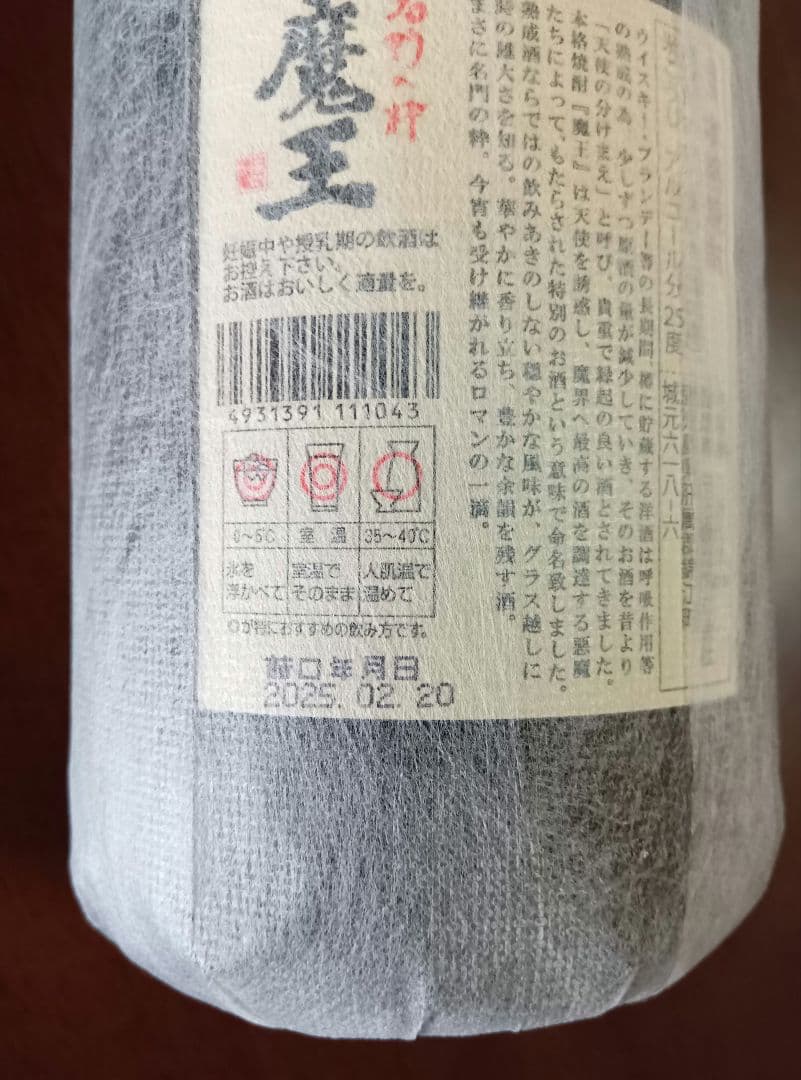 魔王
妊娠中や授乳期の飲酒は
お控え下さい。
お酒はおいしく適量を。
4931391 111043
0~5℃ 室 温 35~40℃
氷を 室温で 人肌温で
浮かべて そのまま 温めて
◎が特におすすめの飲み方です。
詰口年月日
2025. 02. 20
アルコール分 25度
城元六一八-六
ウイスキー・ブランデー等の長期間、樽に貯蔵する洋酒は呼吸作用等
の熟成の為、少しずつ原酒の量が減少していき、そのお酒を昔より
「天使の分けまえ」と呼び、貴重で縁起の良い酒とされてきました。
本格焼酎『魔王』は天使を誘惑し、魔界へ最高の酒を調達する悪魔
たちによって、もたらされた特別のお酒という意味で命名致しました。
熟成酒ならではの飲みあきのしない穏やかな風味が、グラス越しに
時の雄大さを知る。華やかに香り立ち、豊かな余韻を残す酒。
まさに名門の粋。今宵も受け継がれるロマンの一滴。